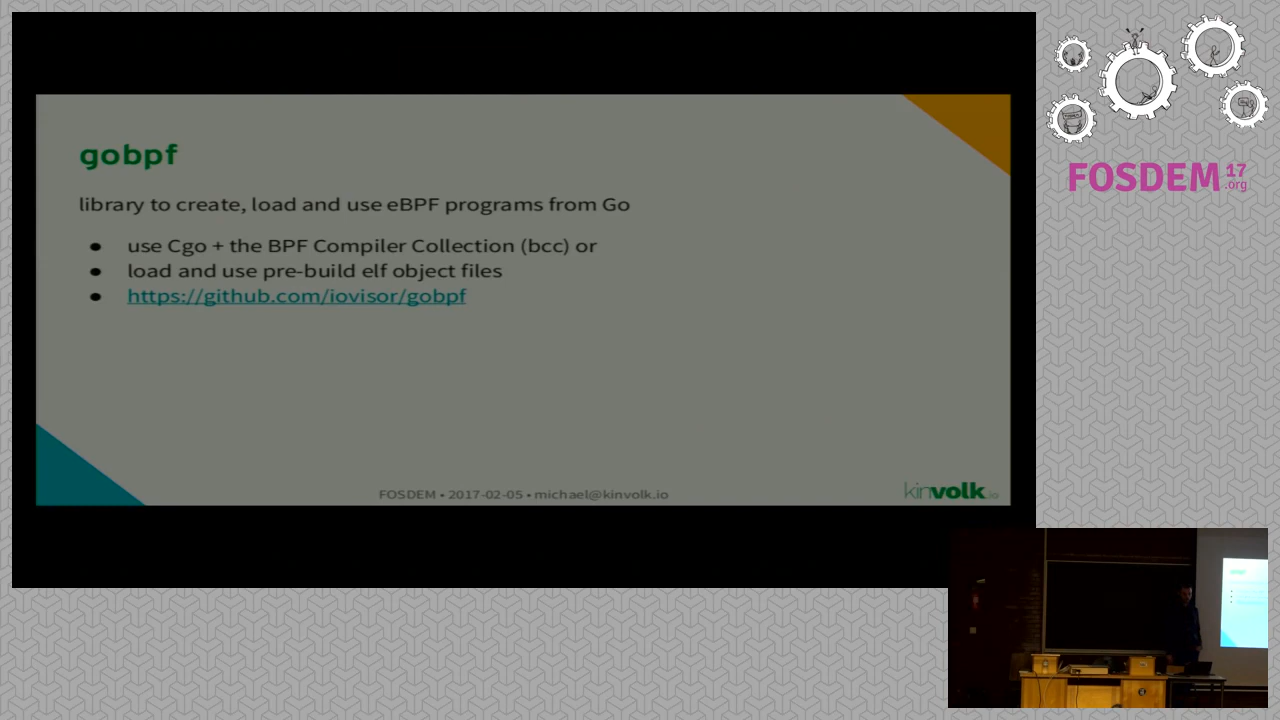 gobpf
library to create, load and use eBPF programs from Go
● use Cgo + the BPF Compiler Collection (bcc) or
● load and use pre-build elf object files
● https://github.com/iovisor/gobpf
FOSDEM • 2017-02-05 • michael@kinvolk.io
kinvolk.io
FOSDEM 17 .org